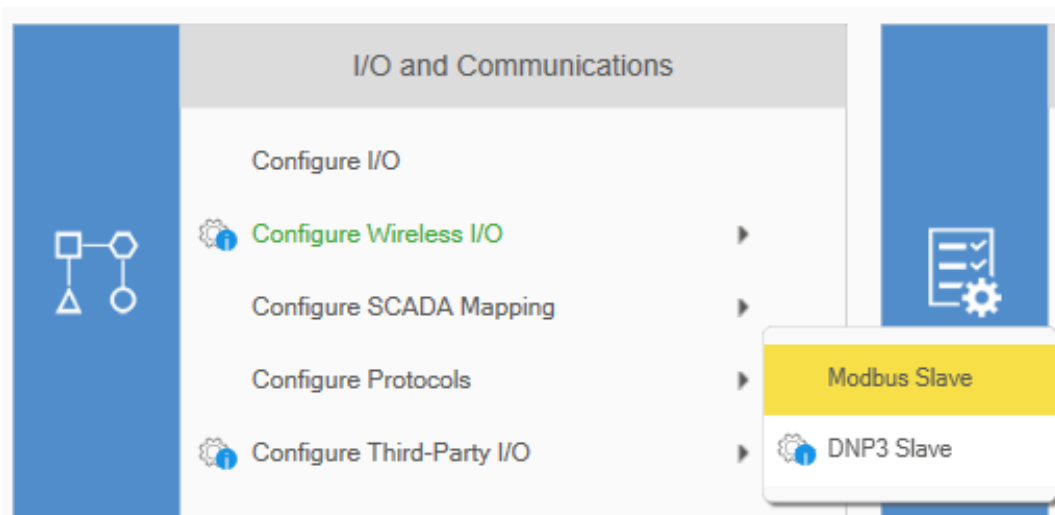 I/O and Communications
Configure I/O
Configure Wireless I/O
Configure SCADA Mapping
Configure Protocols
Modbus Slave
Configure Third-Party I/O
DNP3 Slave